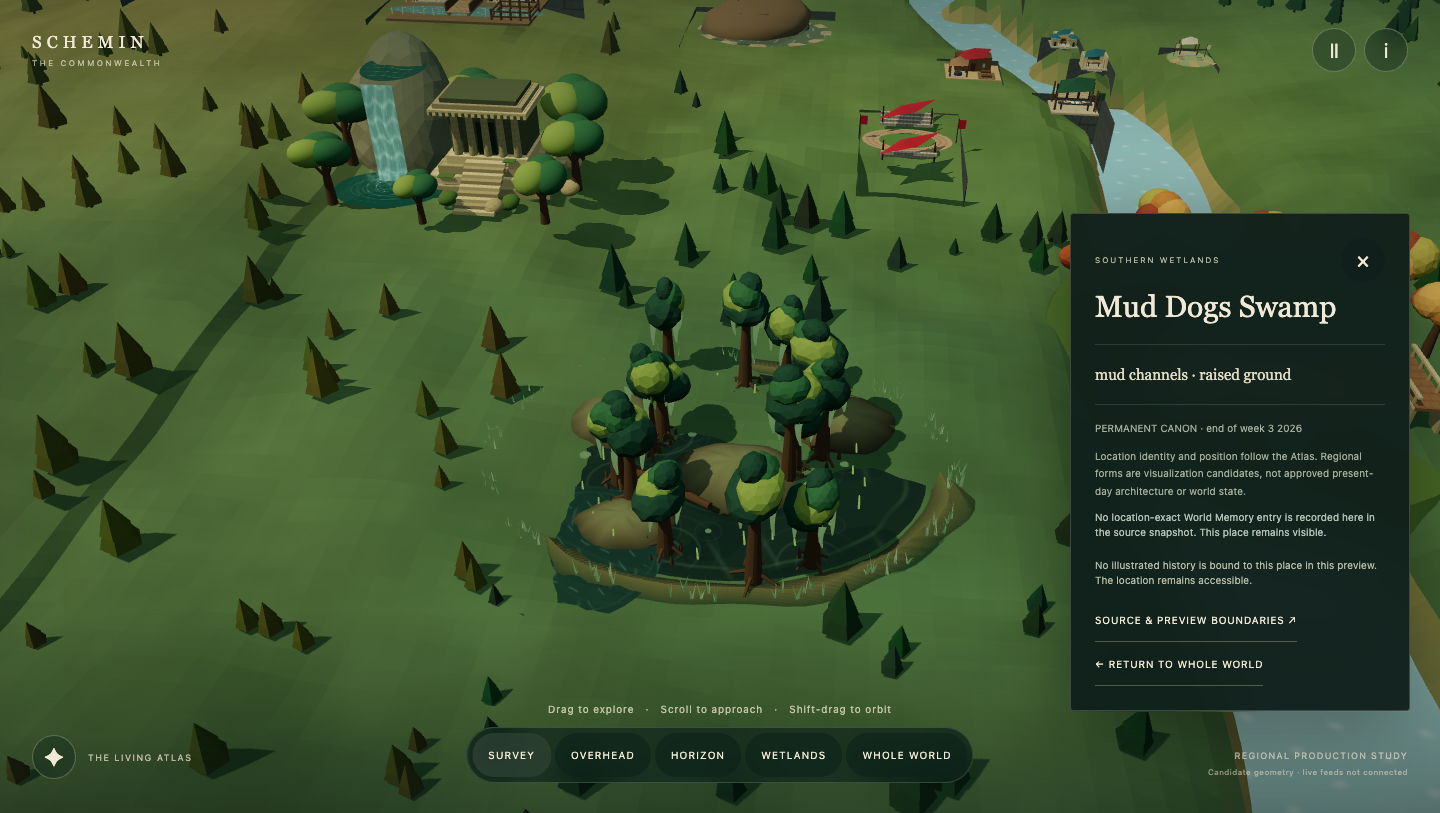 SCHEMIN
THE COMMONWEALTH
i
SOUTHERN WETLANDS
×
Mud Dogs Swamp
mud channels · raised ground
PERMANENT CANON · end of week 3 2026
Location identity and position follow the Atlas. Regional
forms are visualization candidates, not approved present-
day architecture or world state.
No location-exact World Memory entry is recorded here in
the source snapshot. This place remains visible.
No illustrated history is bound to this place in this preview.
The location remains accessible.
SOURCE & PREVIEW BOUNDARIES ↗
← RETURN TO WHOLE WORLD
Drag to explore · Scroll to approach · Shift-drag to orbit
SURVEY OVERHEAD HORIZON WETLANDS WHOLE WORLD
THE LIVING ATLAS
REGIONAL PRODUCTION STUDY
Candidate geometry · live feeds not connected